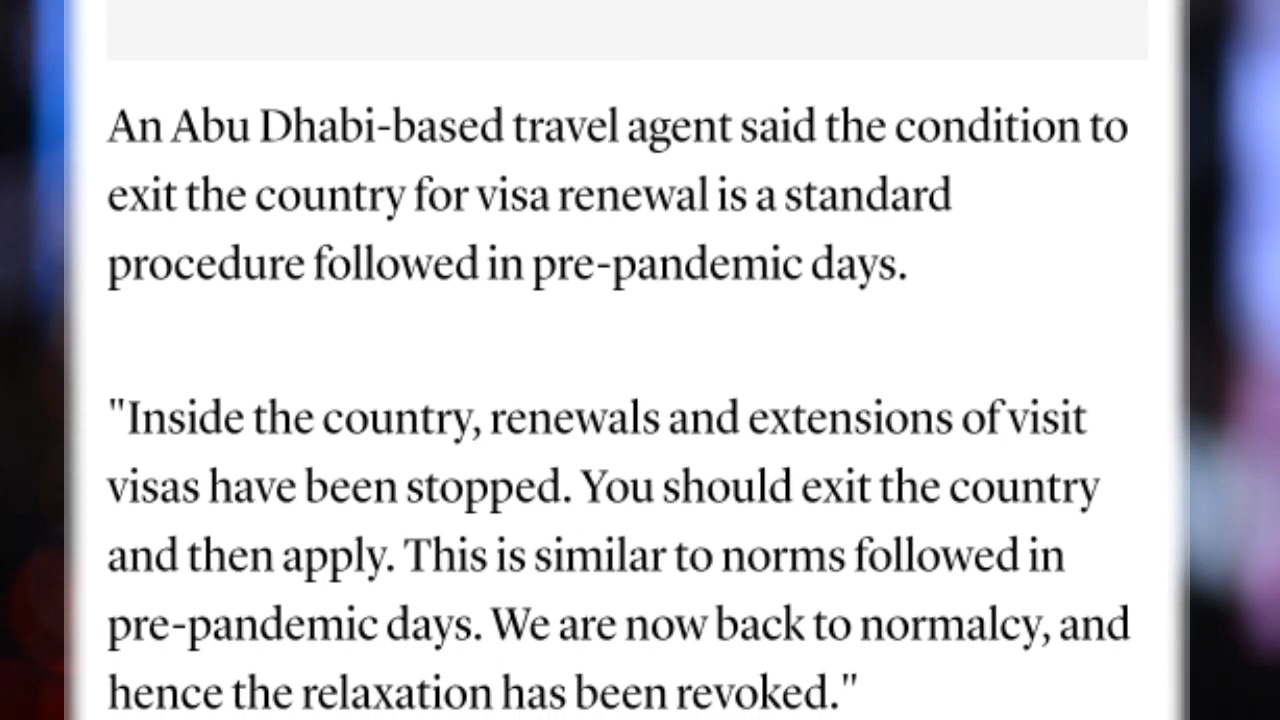 An Abu Dhabi-based travel agent said the condition to
exit the country for visa renewal is a standard
procedure followed in pre-pandemic days.
"Inside the country, renewals and extensions of visit
visas have been stopped. You should exit the country
and then apply. This is similar to norms followed in
pre-pandemic days. We are now back to normalcy, and
hence the relaxation has been revoked."